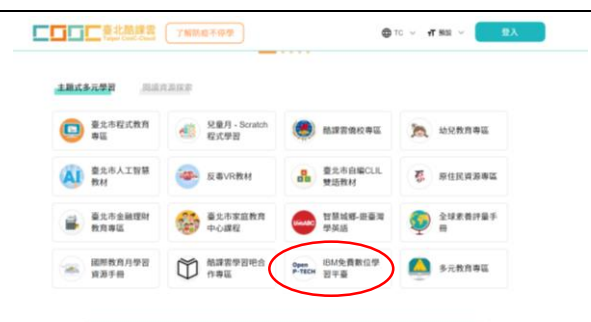 COOC 臺北酷課雲
Taipei CooC-Cloud
了解防疫不停學
TC
預設
登入
主題式多元學習
臺北市程式教育
專區
兒童月 - Scratch
程式學習
酷課雲僑校專區
幼兒教育專區
AI
臺北市人工智慧
教材
反毒VR教材
臺北市自編CLIL
雙語教材
原住民資源專區
臺北市金融理財
教育專區
臺北市家庭教育
中心課程
LiveABC
智慧城鄉-遊臺灣
學英語
全球素養評量手
冊
國際教育月學習
資源手冊
酷課雲學習吧合
作專區
Open
P-TECH
IBM免費數位學
習平臺
多元教育專區